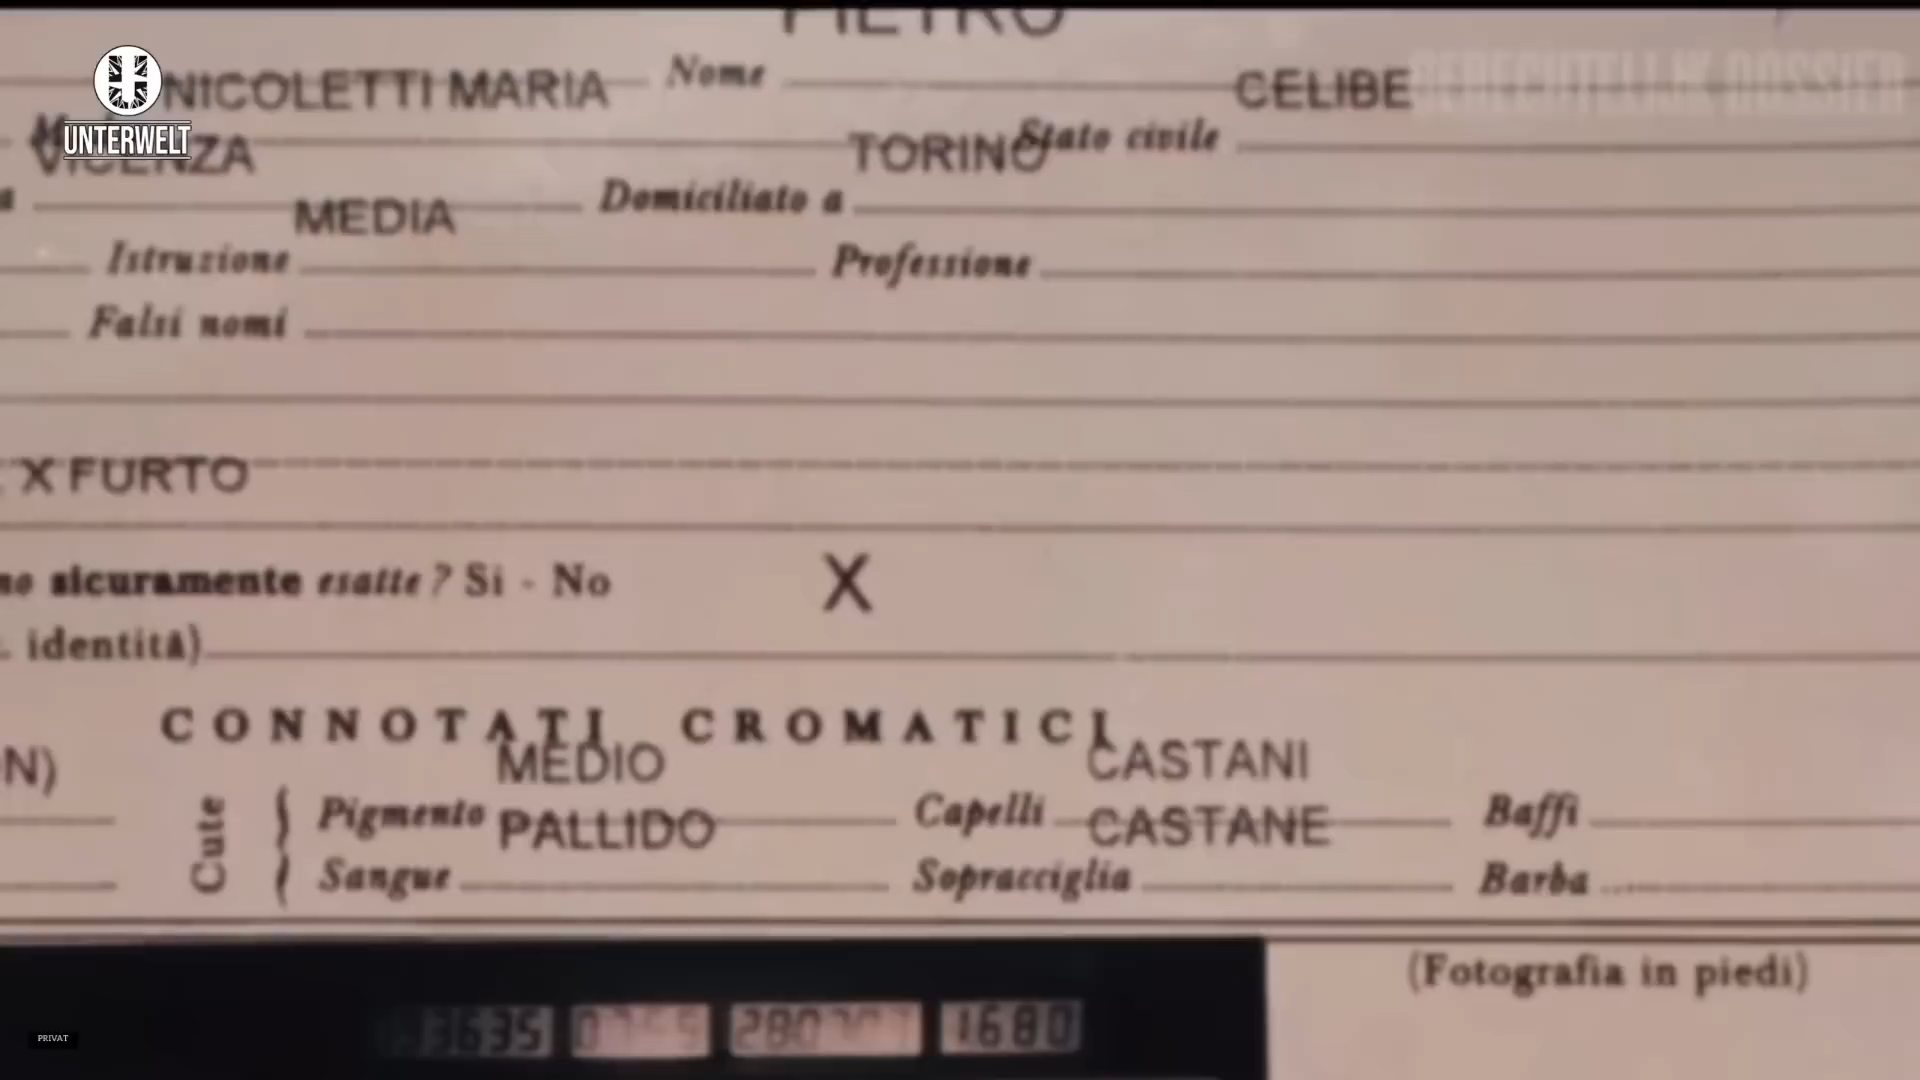 PIETRO
NICOLETTI MARIA Nome CELIBE
UNTERWELT
VICENZA TORINO Stato civile
MEDIA Domiciliato a
Istruzione Professione
Falsi nomi
X FURTO
sicuramente esatte? Si - No X
identità)
CONNOTATI CROMATICI
MEDIO CASTANI
Cute Pigmento PALLIDO Capelli CASTANE Baffi
Sangue Sopracciglia Barba
(Fotografia in piedi)
1680
PRIVAT